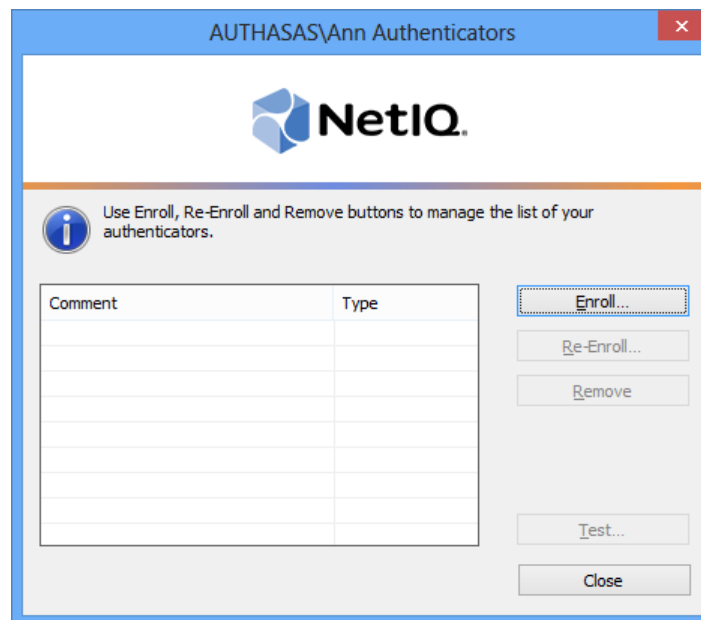 AUTHASAS\Ann Authenticators
NetIQ.
Use Enroll, Re-Enroll and Remove buttons to manage the list of your
authenticators.
Comment Type
Enroll...
Re-Enroll...
Remove
Test...
Close